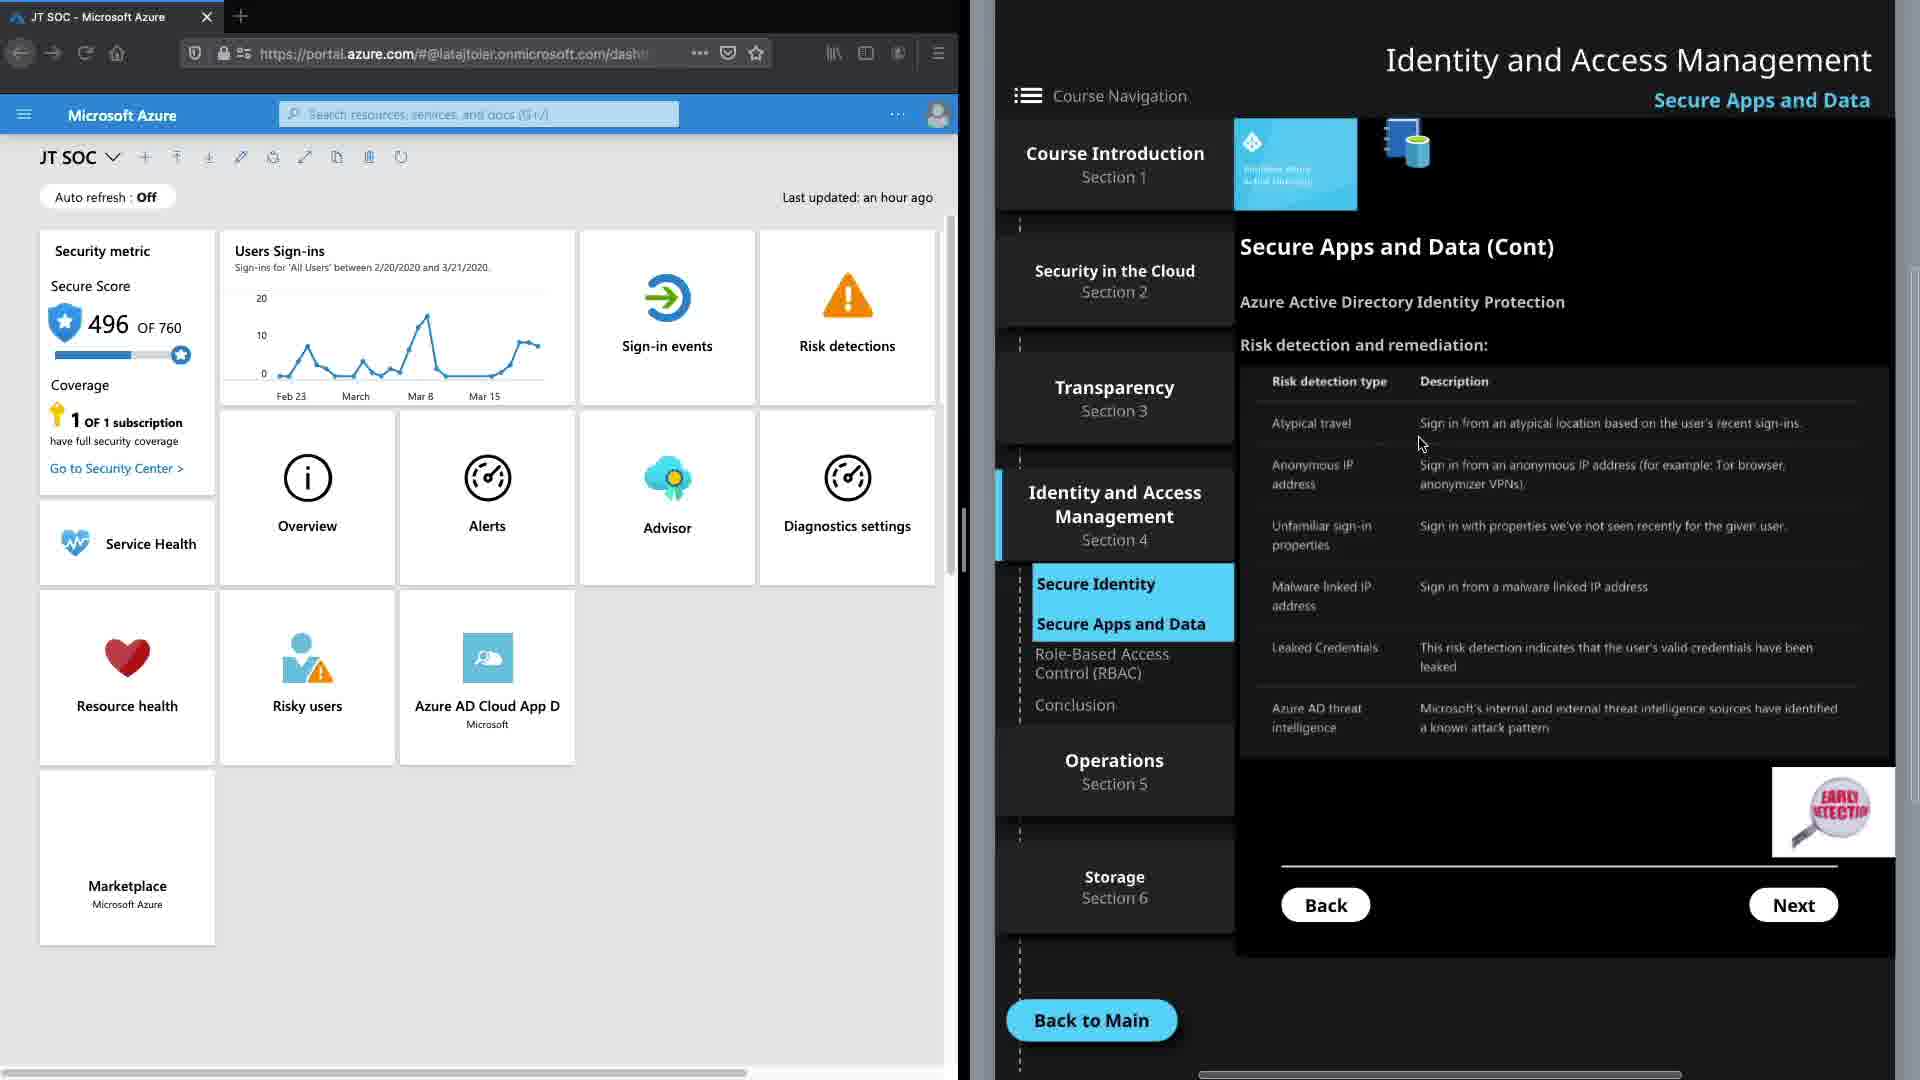 JT SOC - Microsoft Azure
https://portal.azure.com/#@latajtoler.onmicrosoft.com/dashb
Microsoft Azure
Search resources, services, and docs (G+/)
JT SOC
Auto refresh : Off
Last updated: an hour ago
Security metric
Secure Score
496 OF 760
Coverage
1 OF 1 subscription
have full security coverage
Go to Security Center >
Users Sign-ins
Sign-ins for 'All Users' between 2/20/2020 and 3/21/2020.
20
10
0
Feb 23
March
Mar 8
Mar 15
Sign-in events
Risk detections
Service Health
Overview
Alerts
Advisor
Diagnostics settings
Resource health
Risky users
Azure AD Cloud App D
Microsoft
Marketplace
Microsoft Azure
Identity and Access Management
Secure Apps and Data
Course Navigation
Course Introduction
Section 1
Security in the Cloud
Section 2
Transparency
Section 3
Identity and Access
Management
Section 4
Secure Identity
Secure Apps and Data
Role-Based Access
Control (RBAC)
Conclusion
Operations
Section 5
Storage
Section 6
Back to Main
Secure Apps and Data (Cont)
Azure Active Directory Identity Protection
Risk detection and remediation:
Risk detection type
Description
Atypical travel
Sign in from an atypical location based on the user's recent sign-ins.
Anonymous IP
address
Sign in from an anonymous IP address (for example: Tor browser,
anonymizer VPNs).
Unfamiliar sign-in
properties
Sign in with properties we've not seen recently for the given user.
Malware linked IP
address
Sign in from a malware linked IP address
Leaked Credentials
This risk detection indicates that the user's valid credentials have been
leaked
Azure AD threat
intelligence
Microsoft's internal and external threat intelligence sources have identified
a known attack pattern
EARLY
DETECTION
Back
Next